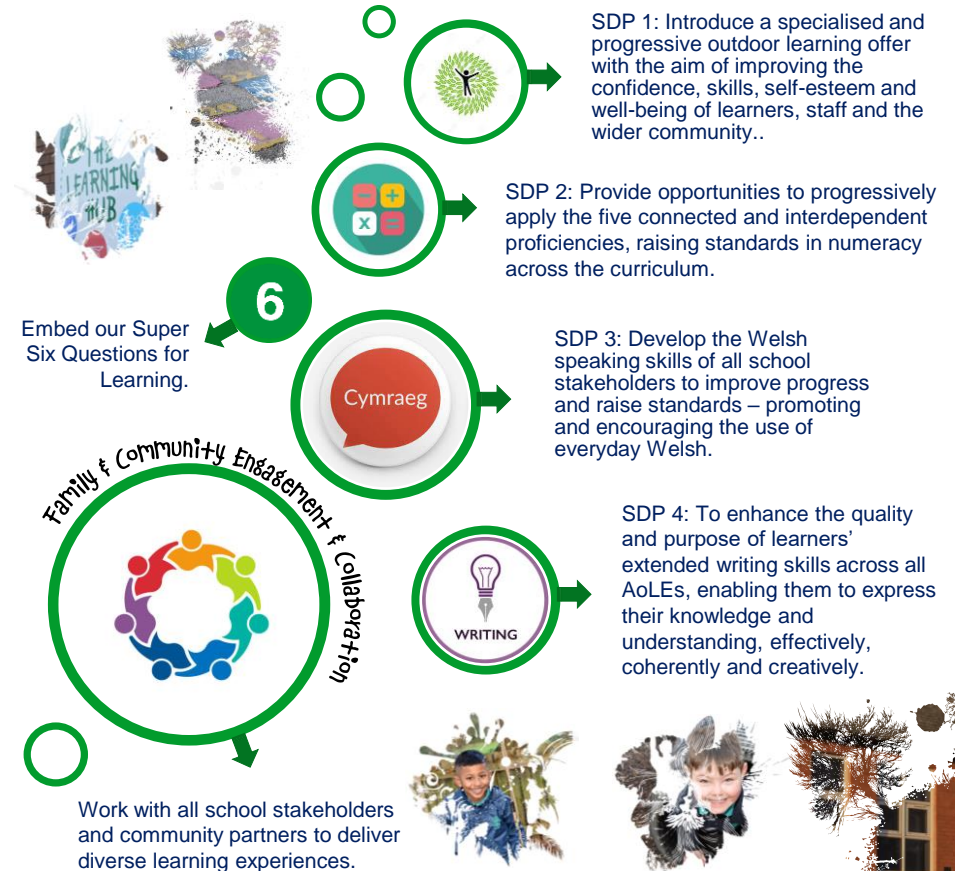 SDP 1: Introduce a specialised and
progressive outdoor learning offer
with the aim of improving the
confidence, skills, self-esteem and
well-being of learners, staff and the
wider community..
THE
LEARNING
HUB
SDP 2: Provide opportunities to progressively
apply the five connected and interdependent
proficiencies, raising standards in numeracy
across the curriculum.
- +
x =
6
Embed our Super
Six Questions for
Learning.
Cymraeg
SDP 3: Develop the Welsh
speaking skills of all school
stakeholders to improve progress
and raise standards – promoting
and encouraging the use of
everyday Welsh.
Family & Community Engagement & Collaboration
WRITING
SDP 4: To enhance the quality
and purpose of learners'
extended writing skills across all
AoLEs, enabling them to express
their knowledge and
understanding, effectively,
coherently and creatively.
Work with all school stakeholders
and community partners to deliver
diverse learning experiences.